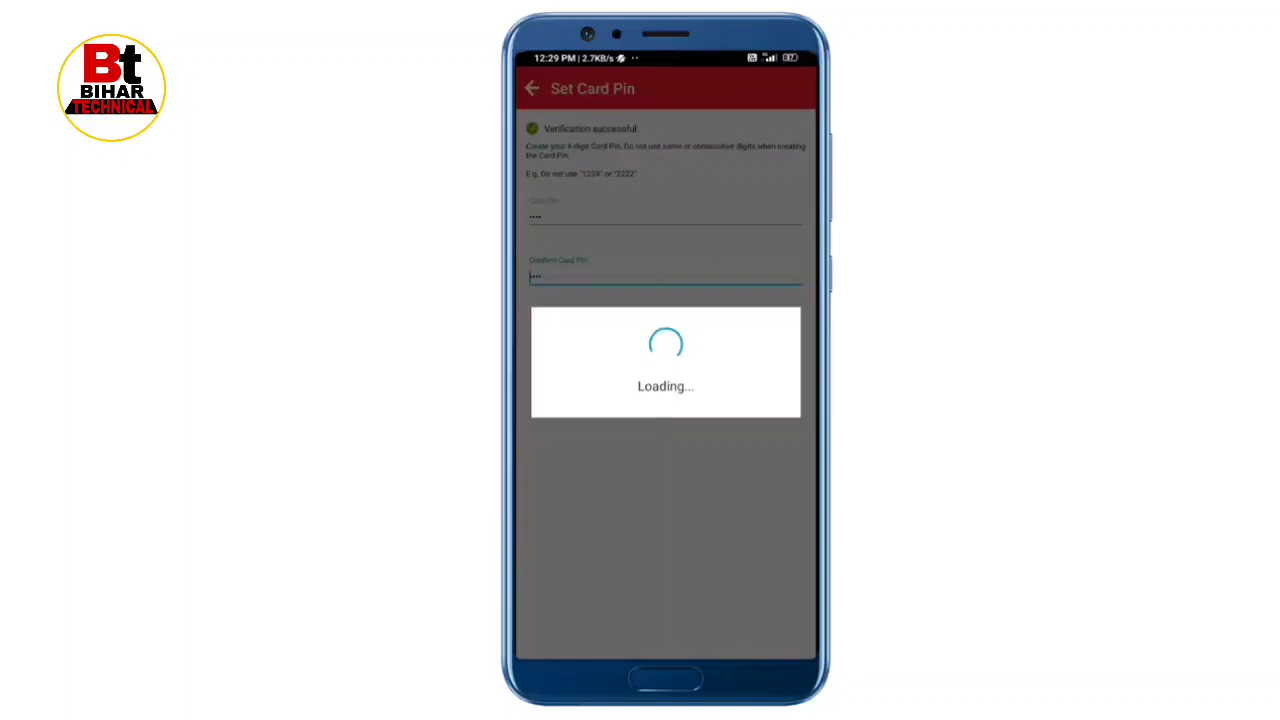 Bt
BIHAR
TECHNICAL
12:29 PM | 2.7KB/s
87
Set Card Pin
Verification successful
Create your 4-digit Card Pin. Do not use same or consecutive digits when creating
the Card Pin.
E.g. Do not use "1234" or "2222"
Card Pin
••••
Confirm Card Pin
••••
Loading...